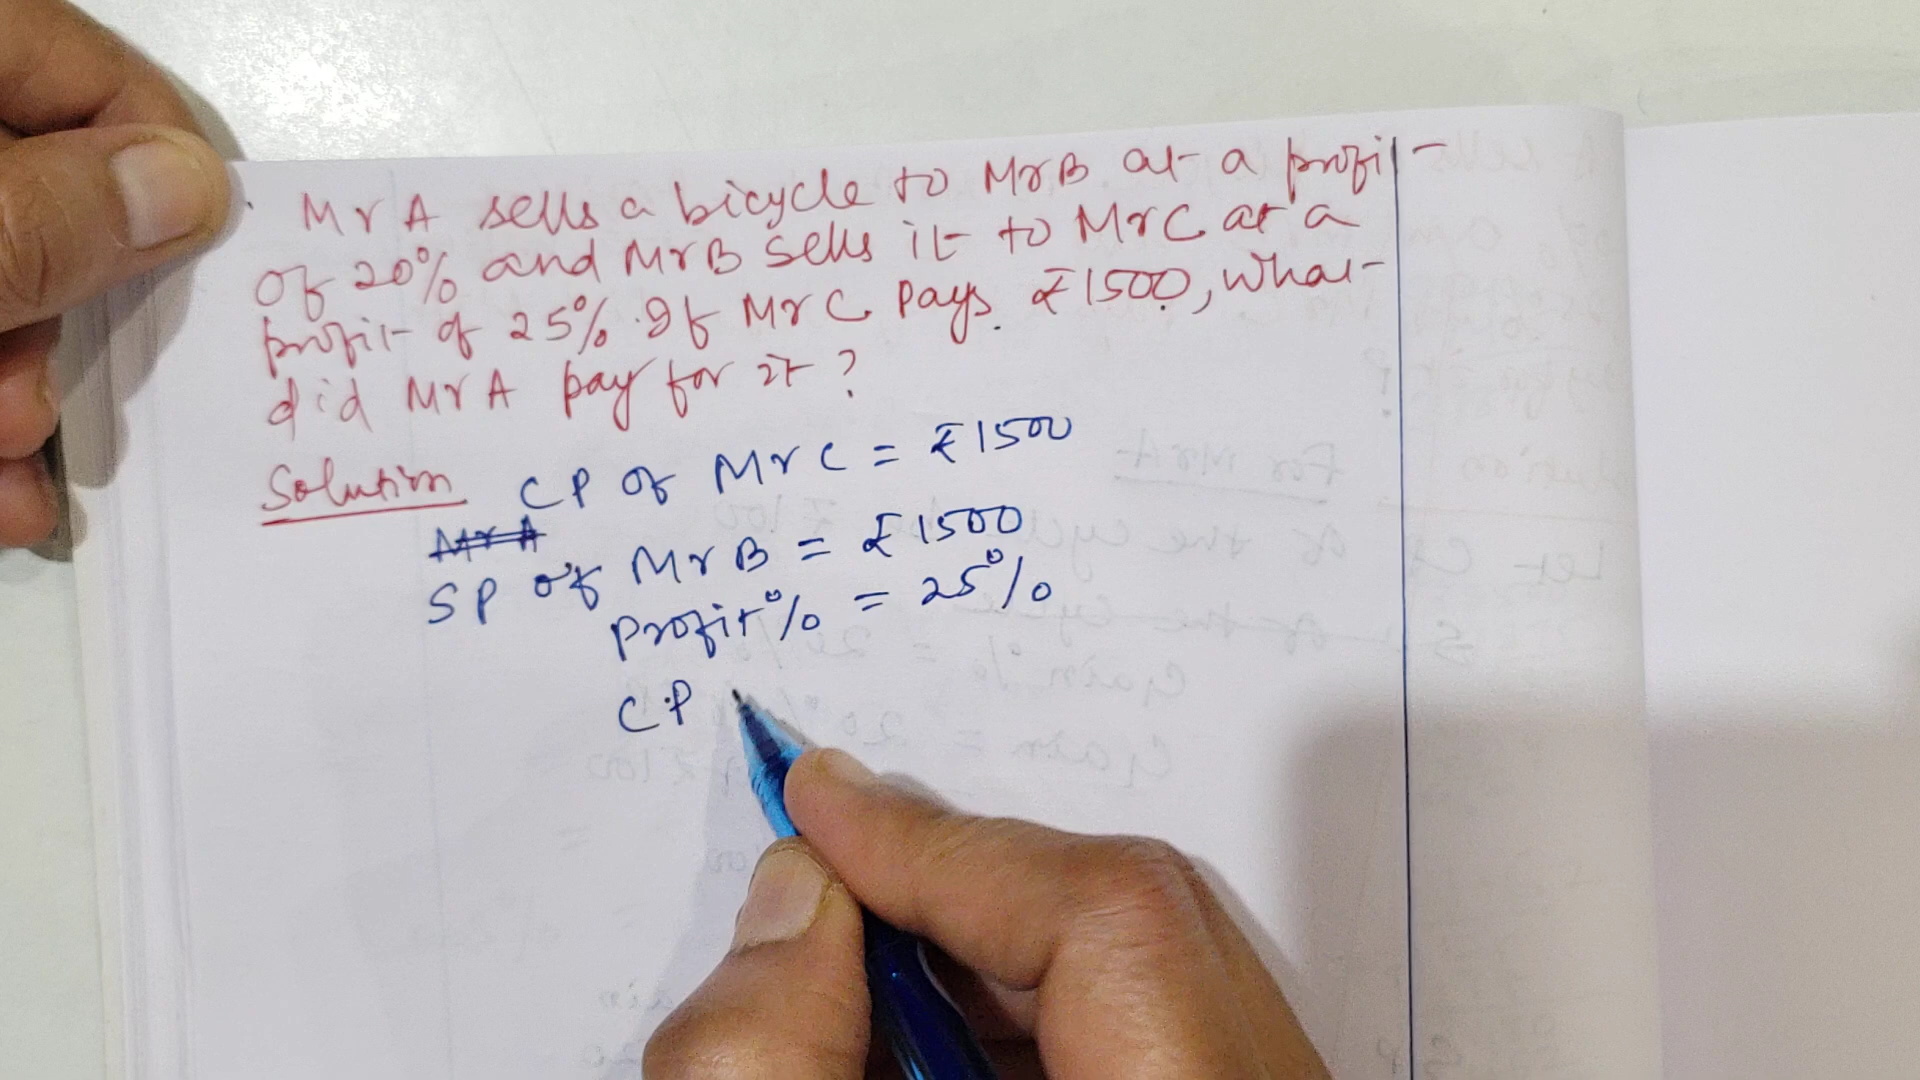 Mr A sells a bicycle to Mr B at a profit
of 20% and Mr B sells it to Mr C at a
profit of 25%. If Mr C pays ₹1500, what
did Mr A pay for it ?
Solution CP of Mr C = ₹1500
Mr A
SP of Mr B = ₹1500
Profit% = 25%
C.P